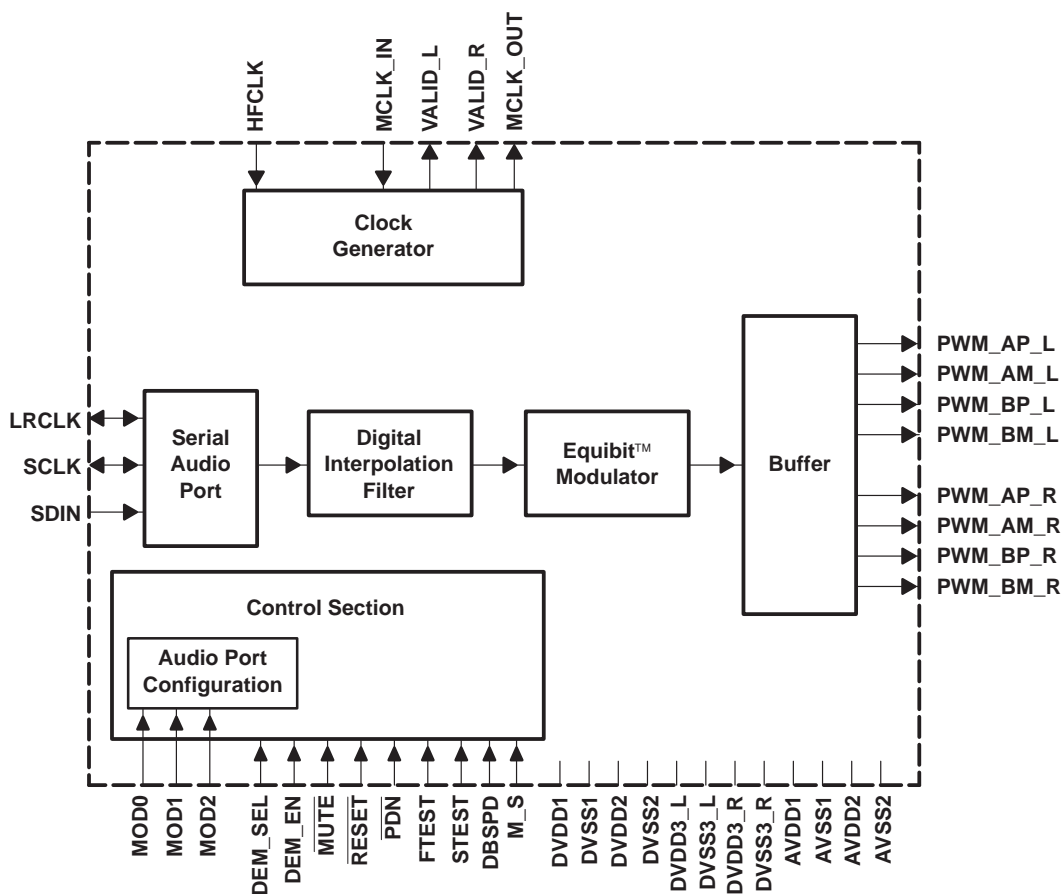 HFCLK
MCLK_IN
VALID_L
VALID_R
MCLK_OUT
Clock
Generator
PWM_AP_L
PWM_AM_L
PWM_BP_L
PWM_BM_L
LRCLK
SCLK
SDIN
Serial
Audio
Port
Digital
Interpolation
Filter
Equibit™
Modulator
Buffer
PWM_AP_R
PWM_AM_R
PWM_BP_R
PWM_BM_R
Control Section
Audio Port
Configuration
MOD0
MOD1
MOD2
DEM_SEL
DEM_EN
MUTE
RESET
PDN
FTEST
STEST
DBSPD
M_S
DVDD1
DVSS1
DVDD2
DVSS2
DVDD3_L
DVSS3_L
DVDD3_R
DVSS3_R
AVDD1
AVSS1
AVDD2
AVSS2